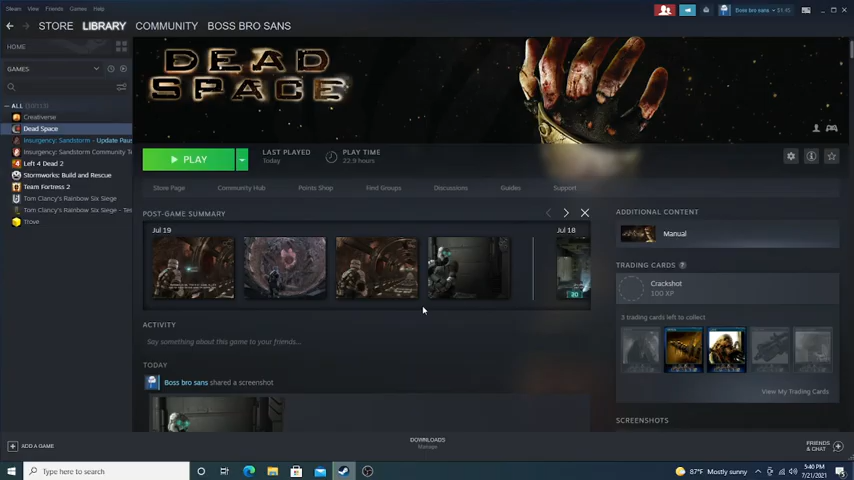 Steam View Friends Games Help
Boss bro sans
STORE LIBRARY COMMUNITY BOSS BRO SANS
HOME
GAMES
ALL
Creativerse
Dead Space
Insurgency: Sandstorm - Update Pau
Insurgency: Sandstorm Community T
Left 4 Dead 2
Stormworks: Build and Rescue
Team Fortress 2
Tom Clancy's Rainbow Six Siege
Tom Clancy's Rainbow Six Siege - Tes
Trove
DEAD
SPACE
PLAY
LAST PLAYED
Today
PLAY TIME
22.9 hours
Store Page Community Hub Points Shop Find Groups Discussions Guides Support
POST-GAME SUMMARY
Jul 19
Jul 18
20
ACTIVITY
Say something about this game to your friends...
TODAY
Boss bro sans shared a screenshot
ADDITIONAL CONTENT
Manual
TRADING CARDS ?
Crackshot
100 XP
3 trading cards left to collect
View My Trading Cards
SCREENSHOTS
ADD A GAME
DOWNLOADS
Manage
FRIENDS
& CHAT
Type here to search
87°F Mostly sunny
5:40 PM
7/21/2021